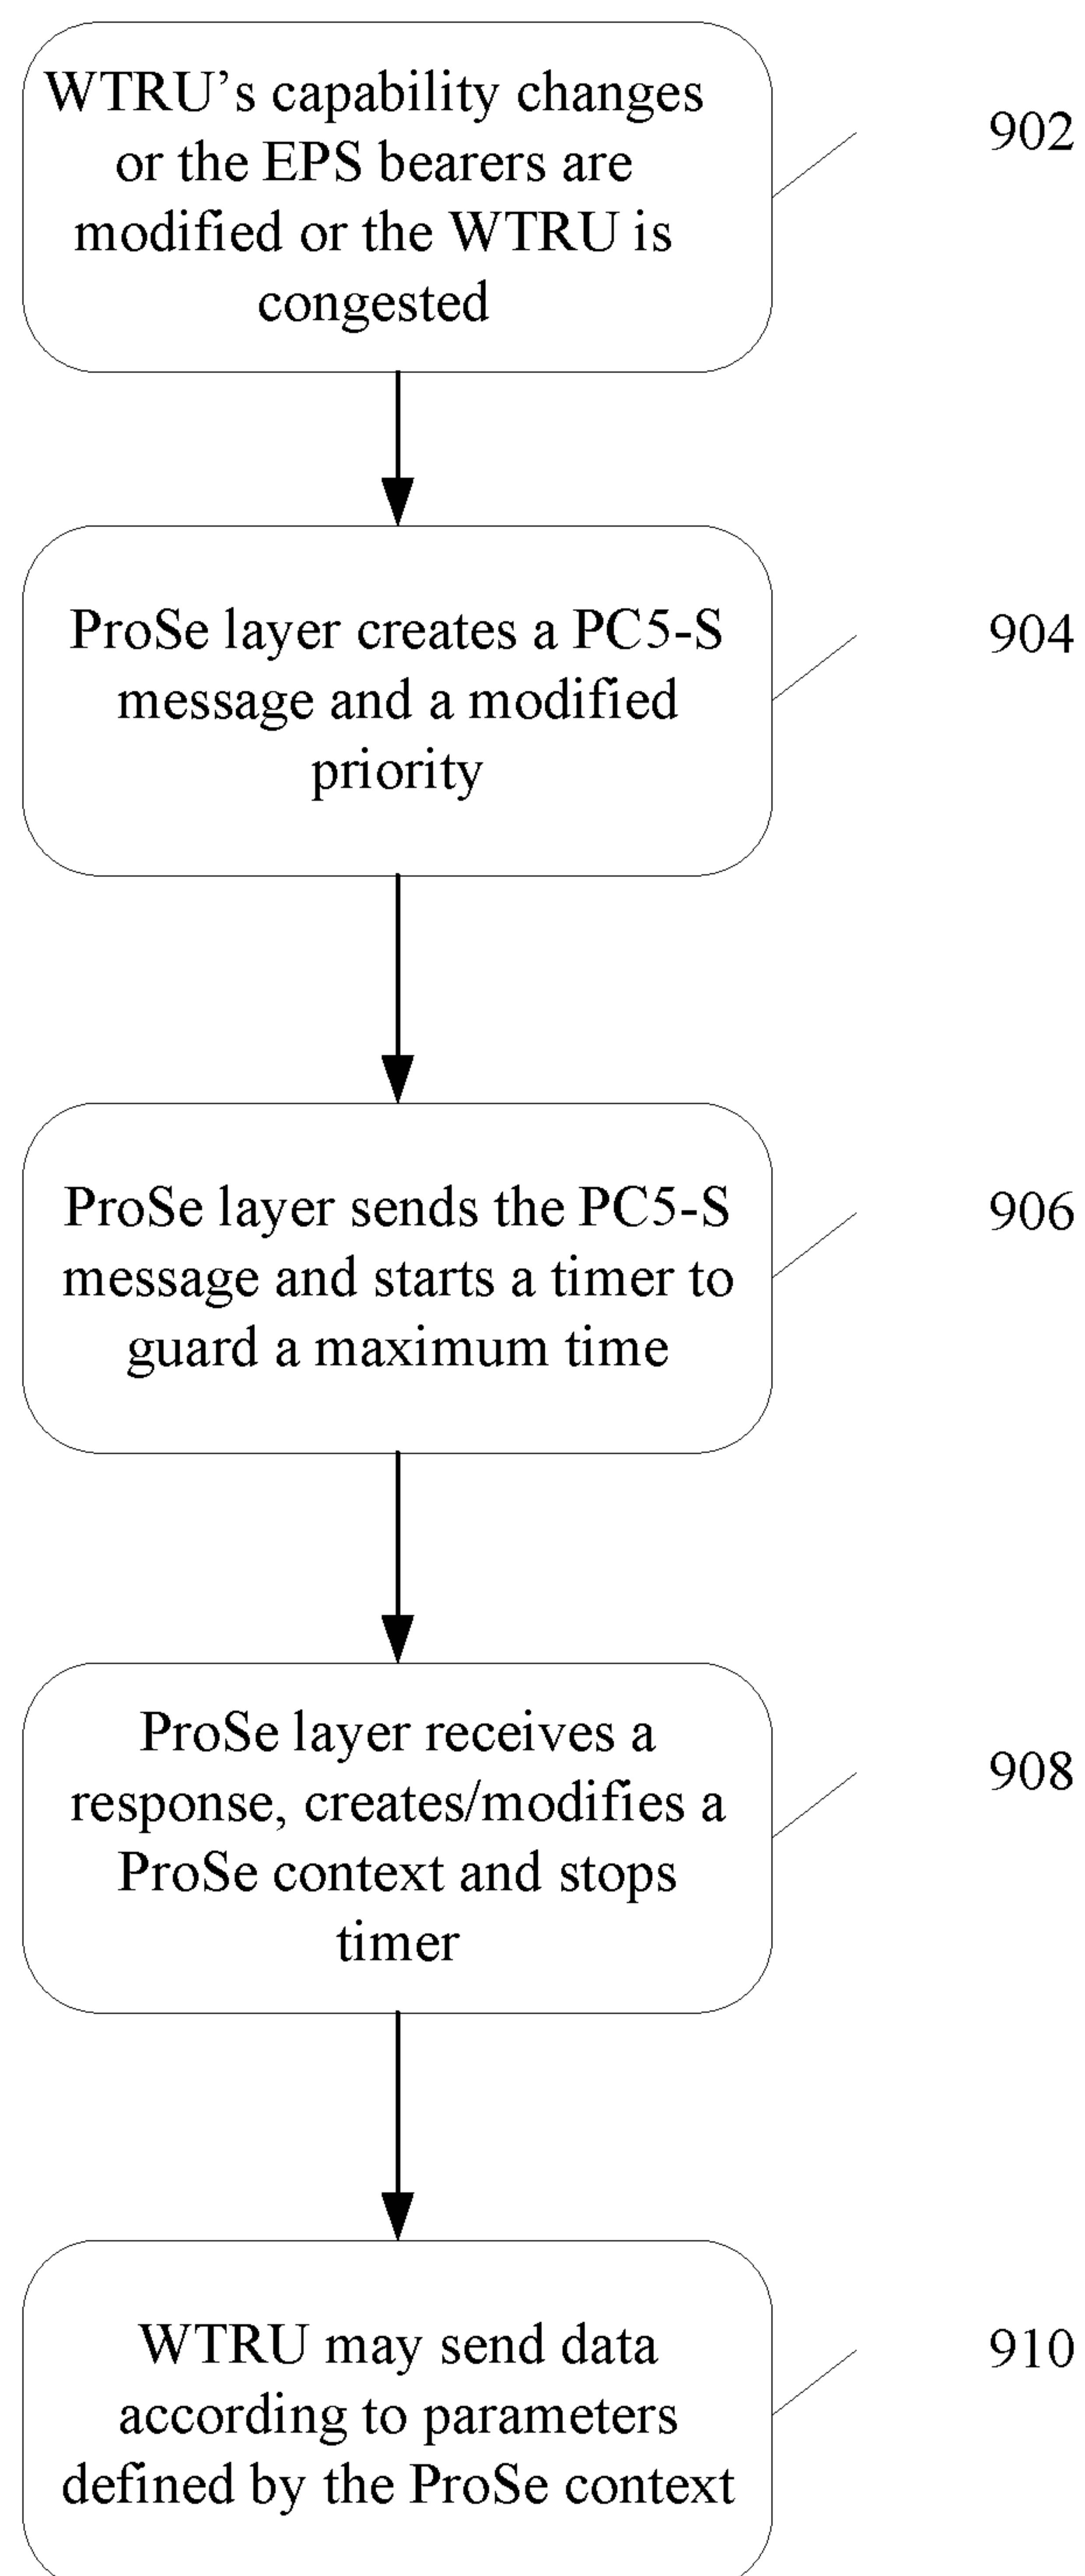 WTRU’s capability changes
or the EPS bearers are
modified or the WTRU is
congested
902
ProSe layer creates a PC5-S
message and a modified
priority
904
ProSe layer sends the PC5-S
message and starts a timer to
guard a maximum time
906
ProSe layer receives a
response, creates/modifies a
ProSe context and stops
timer
908
WTRU may send data
according to parameters
defined by the ProSe context
910